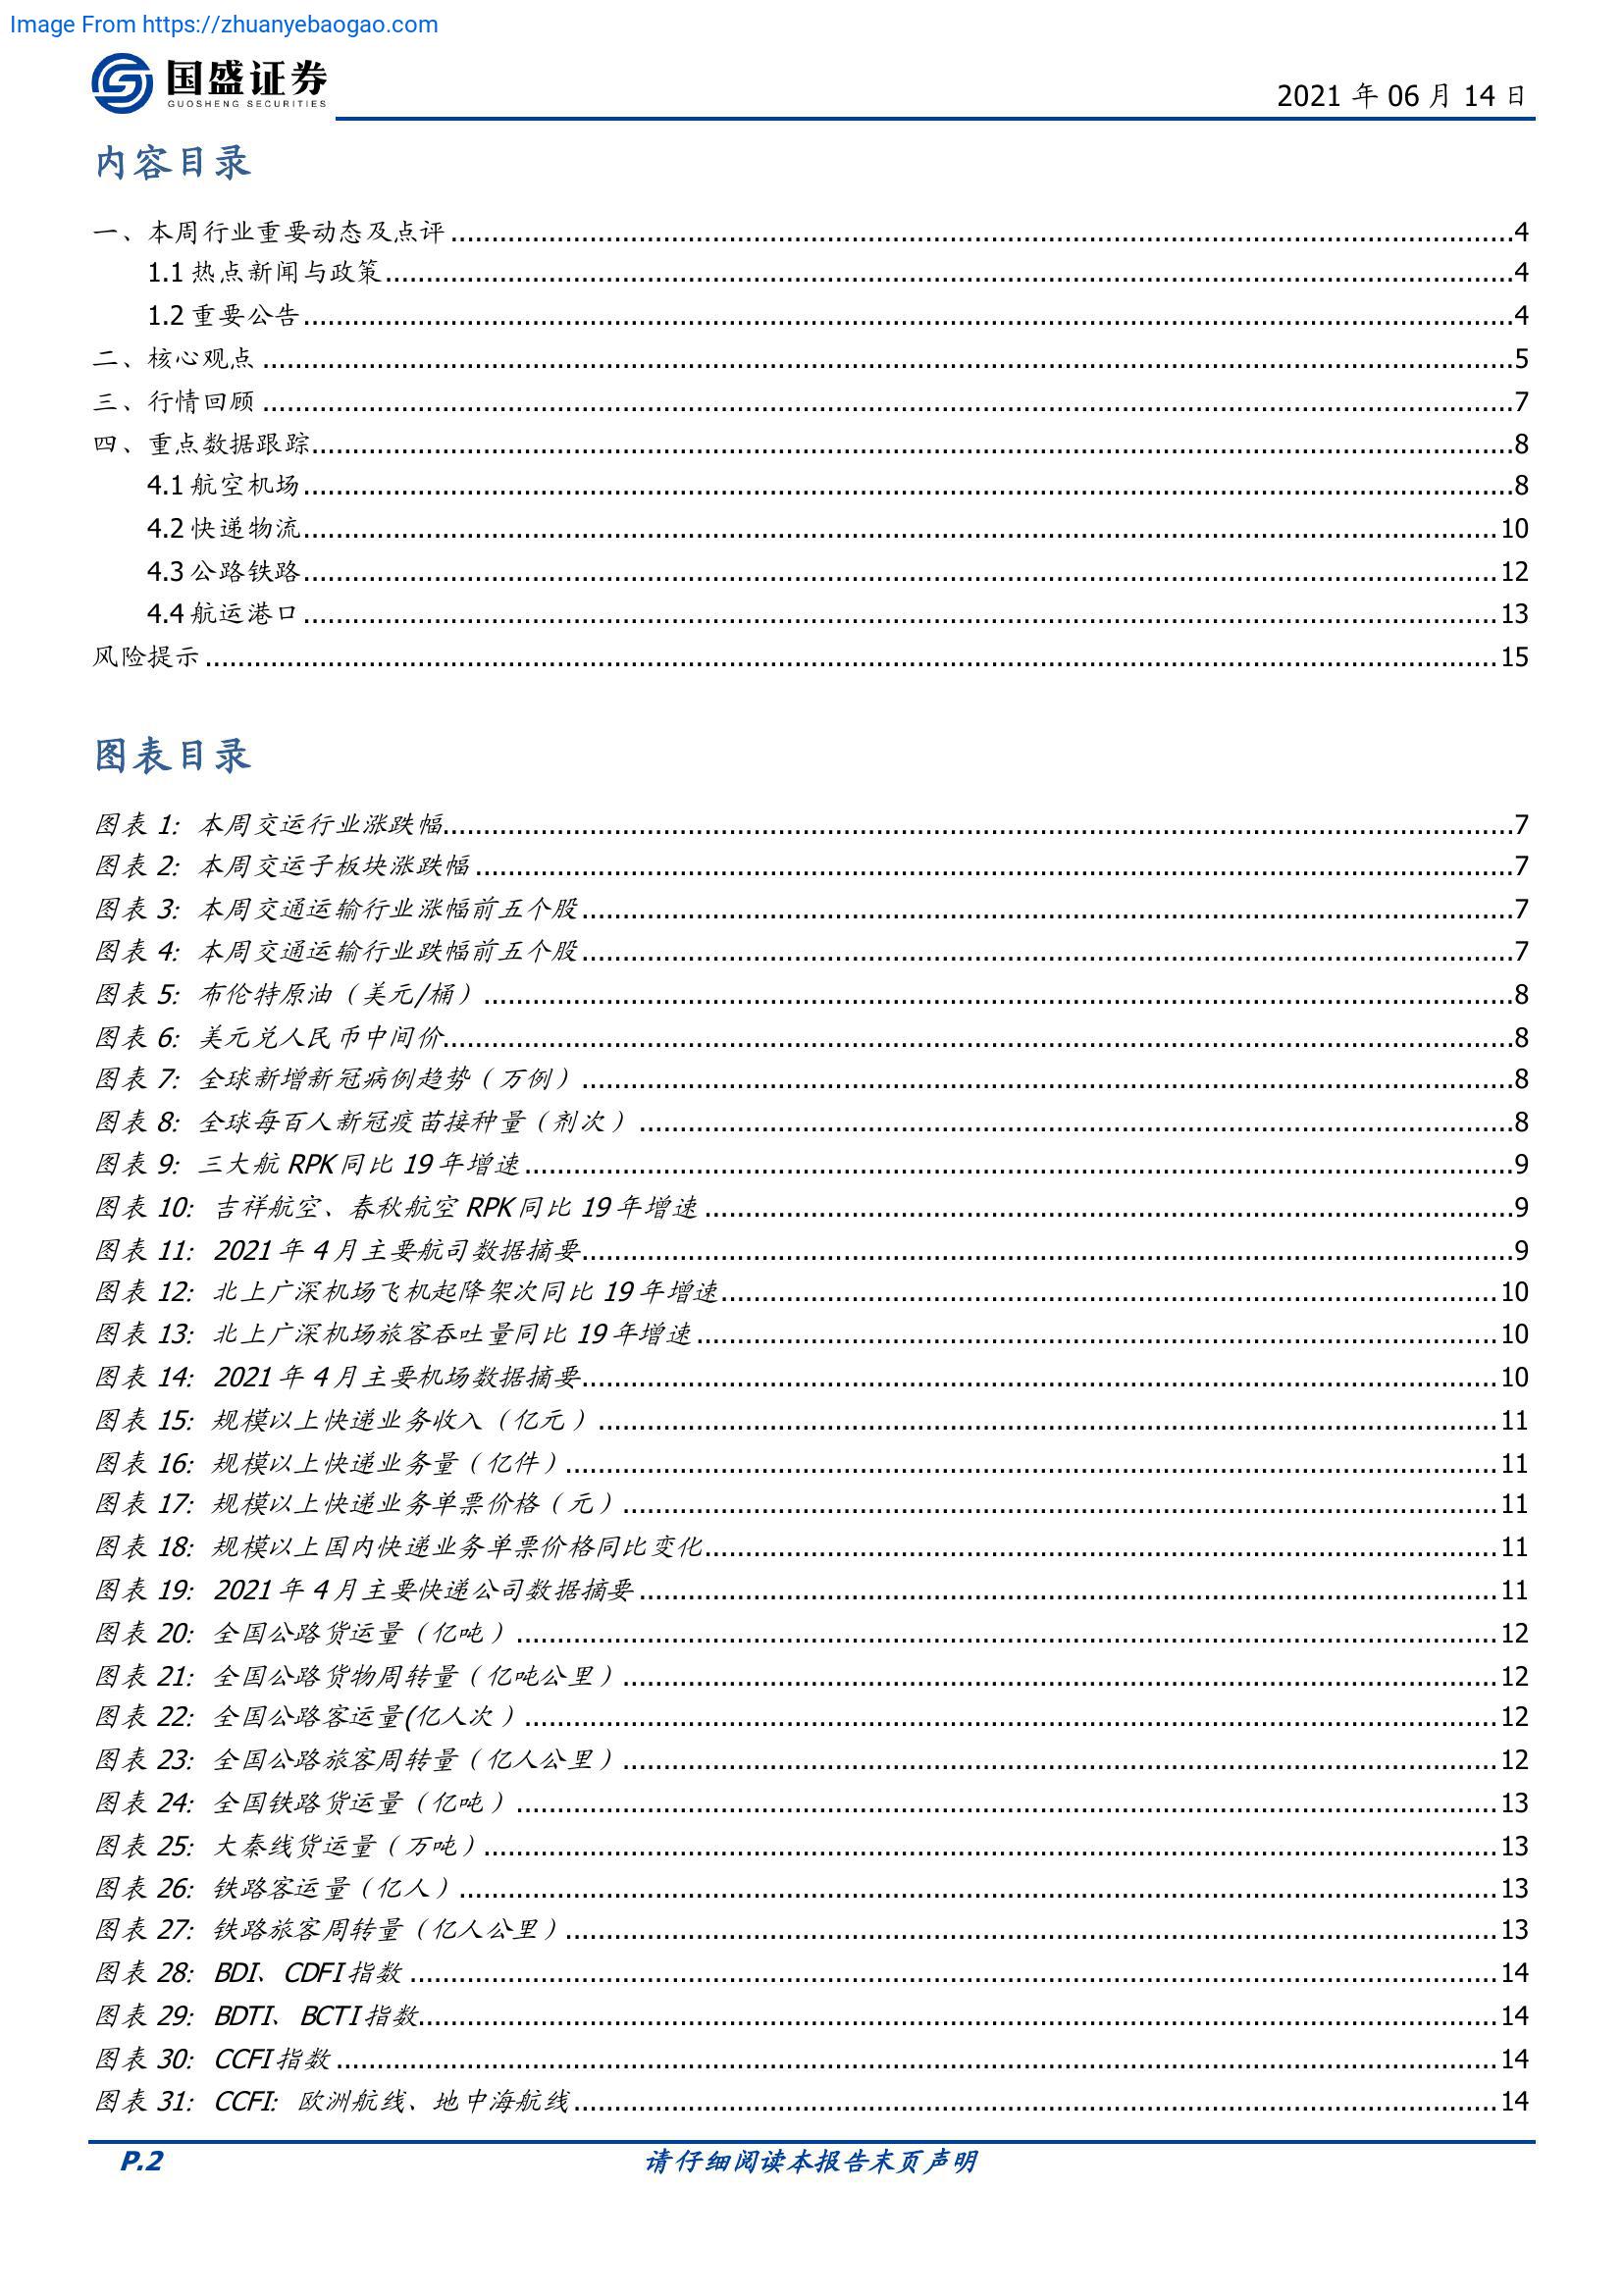 Image From https://zhuanyebaogao.com
国盛证券
GUOSHENG SECURITIES
2021 年 06 月 14 日
内容目录
一、本周行业重要动态及点评 4
1.1 热点新闻与政策 4
1.2 重要公告 4
二、核心观点 5
三、行情回顾 7
四、重点数据跟踪 8
4.1 航空机场 8
4.2 快递物流 10
4.3 公路铁路 12
4.4 航运港口 13
风险提示 15
图表目录
图表 1: 本周交运行业涨跌幅 7
图表 2: 本周交运子板块涨跌幅 7
图表 3: 本周交通运输行业涨幅前五个股 7
图表 4: 本周交通运输行业跌幅前五个股 7
图表 5: 布伦特原油（美元/桶） 8
图表 6: 美元兑人民币中间价 8
图表 7: 全球新增新冠病例趋势（万例） 8
图表 8: 全球每百人新冠疫苗接种量（剂次） 8
图表 9: 三大航 RPK 同比 19 年增速 9
图表 10: 吉祥航空、春秋航空 RPK 同比 19 年增速 9
图表 11: 2021 年 4 月主要航司数据摘要 9
图表 12: 北上广深机场飞机起降架次同比 19 年增速 10
图表 13: 北上广深机场旅客吞吐量同比 19 年增速 10
图表 14: 2021 年 4 月主要机场数据摘要 10
图表 15: 规模以上快递业务收入（亿元） 11
图表 16: 规模以上快递业务量（亿件） 11
图表 17: 规模以上快递业务单票价格（元） 11
图表 18: 规模以上国内快递业务单票价格同比变化 11
图表 19: 2021 年 4 月主要快递公司数据摘要 11
图表 20: 全国公路货运量（亿吨） 12
图表 21: 全国公路货物周转量（亿吨公里） 12
图表 22: 全国公路客运量(亿人次） 12
图表 23: 全国公路旅客周转量（亿人公里） 12
图表 24: 全国铁路货运量（亿吨） 13
图表 25: 大秦线货运量（万吨） 13
图表 26: 铁路客运量（亿人） 13
图表 27: 铁路旅客周转量（亿人公里） 13
图表 28: BDI、CDFI 指数 14
图表 29: BDTI、BCTI 指数 14
图表 30: CCFI 指数 14
图表 31: CCFI: 欧洲航线、地中海航线 14
P.2
请仔细阅读本报告末页声明